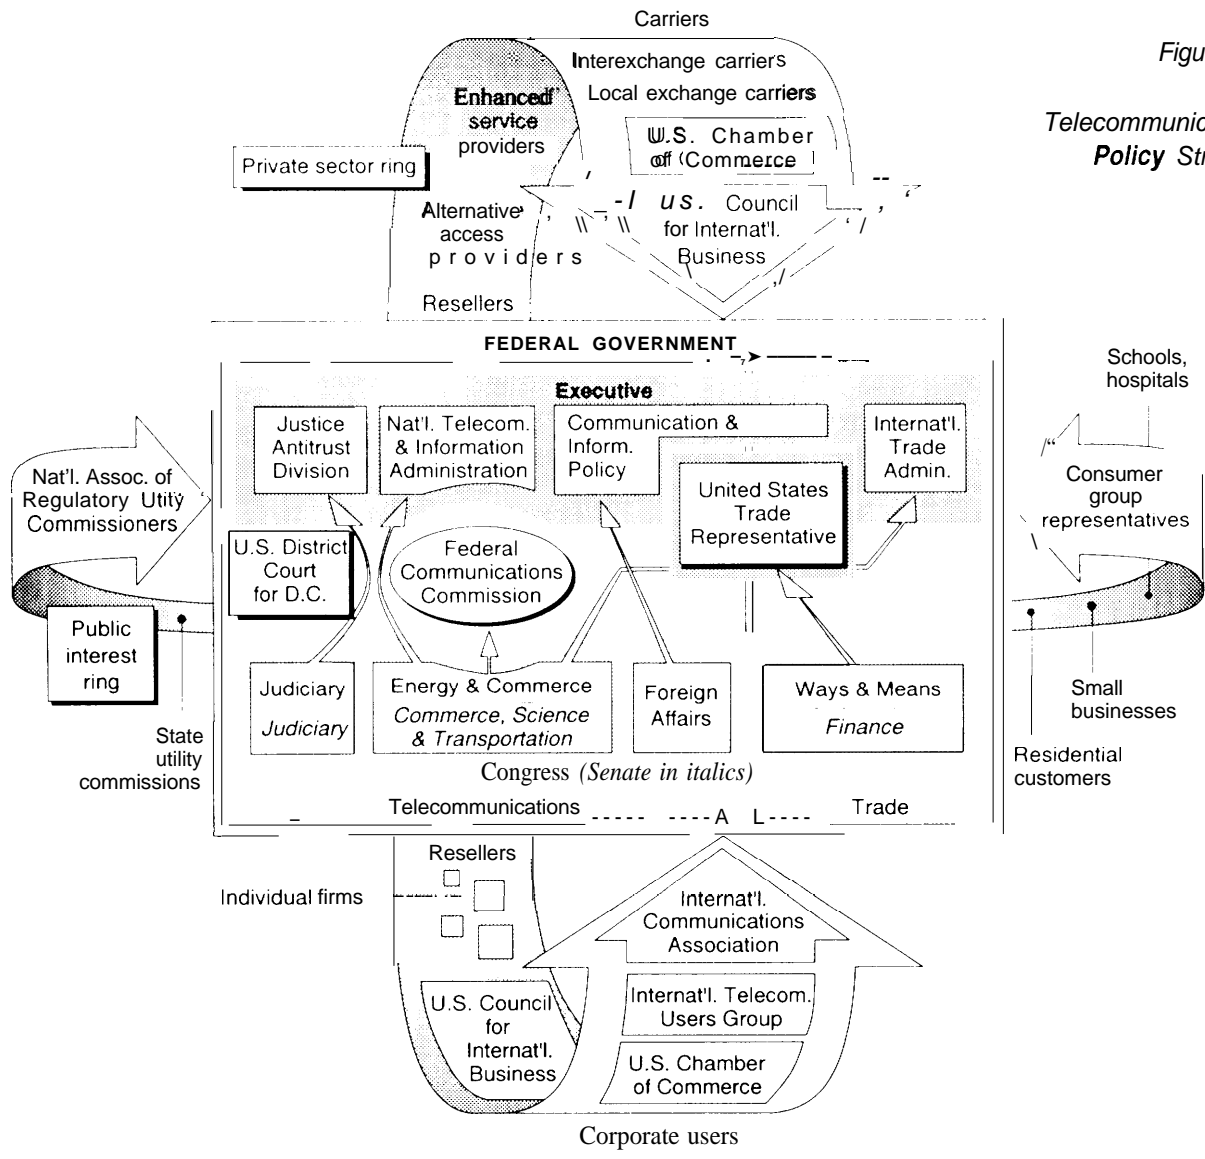 Carriers
Figu
Interexchange carriers
Enhanced
service
providers
Local exchange carriers
Telecommunic
Policy Str
U.S. Chamber
of Commerce
Private sector ring
Alternative
access
providers
us. Council
for Internat'l.
Business
Resellers
FEDERAL GOVERNMENT
Executive
Schools,
hospitals
Justice
Antitrust
Division
Nat'l. Telecom.
& Information
Administration
Communication &
Inform.
Policy
Internat'l.
Trade
Admin.
United States
Trade
Representative
Nat'l. Assoc. of
Regulatory Utility
Commissioners
Consumer
group
representatives
U.S. District
Court
for D.C.
Federal
Communications
Commission
Public
interest
ring
Judiciary
Judiciary
Energy & Commerce
Commerce, Science
& Transportation
Foreign
Affairs
Ways & Means
Finance
Small
businesses
State
utility
commissions
Residential
customers
Congress (Senate in italics)
Telecommunications
Trade
Resellers
Individual firms
Internat'l.
Communications
Association
U.S. Council
for
Internat'l.
Business
Internat'l. Telecom.
Users Group
U.S. Chamber
of Commerce
Corporate users